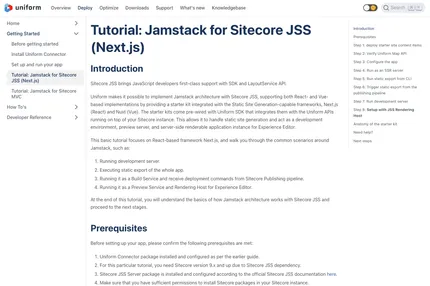 uniform
Overview
Deploy
Optimize
Downloads
Support
What's new
Knowledgebase
Search
Home
Getting Started
Before getting started
Install Uniform Connector
Set up and run your app
Tutorial: Jamstack for Sitecore JSS (Next.js)
Tutorial: Jamstack for Sitecore MVC
How To's
Developer Reference
Tutorial: Jamstack for Sitecore JSS
(Next.js)
Introduction
Sitecore JSS brings JavaScript developers first-class support with SDK and LayoutService API.
Uniform makes it possible to implement Jamstack architecture with Sitecore JSS, supporting both React- and Vue-
based implementations by providing a starter kit integrated with the Static Site Generation-capable frameworks, Next.js
(React) and Nuxt (Vue). The starter kits come pre-wired with Uniform SDK that integrates them with the Uniform APIs
running on top of your Sitecore instance. This allows it to handle static site generation and act as a development
environment, preview server, and server-side renderable application instance for Experience Editor.
This basic tutorial focuses on React-based framework Next.js, and walk you through the common scenarios around
Jamstack, such as:
1. Running development server.
2. Executing static export of the whole app.
3. Running it as a Build Service and receive deployment commands from Sitecore Publishing pipeline.
4. Running it as a Preview Service and Rendering Host for Experience Editor.
At the end of this tutorial, you will understand the basics of how Jamstack architecture works with Sitecore JSS and
proceed to the next stages.
Prerequisites
Before setting up your app, please confirm the following prerequisites are met:
1. Uniform Connector package installed and configured as per the earlier guide.
2. For this particular tutorial, you need Sitecore version 9.x and up due to Sitecore JSS dependency.
3. Sitecore JSS Server package is installed and configured according to the official Sitecore JSS documentation here.
4. Make sure that you have sufficient permissions to install Sitecore packages in your Sitecore instance.
Introduction
Prerequisites
Step 1: deploy starter site content items
Step 2: Verify Uniform API
Step 3: Configure the app
Step 4: Run as an SSR server
Step 5: Run static export from CLI
Step 6: Trigger static export from the
publishing pipeline
Step 7: Run development server
Step 8: Setup with JSS Rendering
Host
Anatomy of the starter kit
Need help?
Next steps